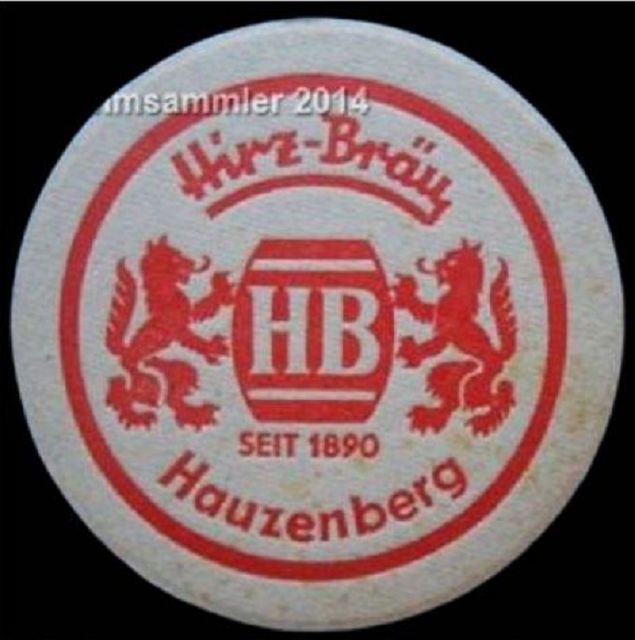 msammler 2014
Hirz-Bräu
HB
SEIT 1890
Hauzenberg